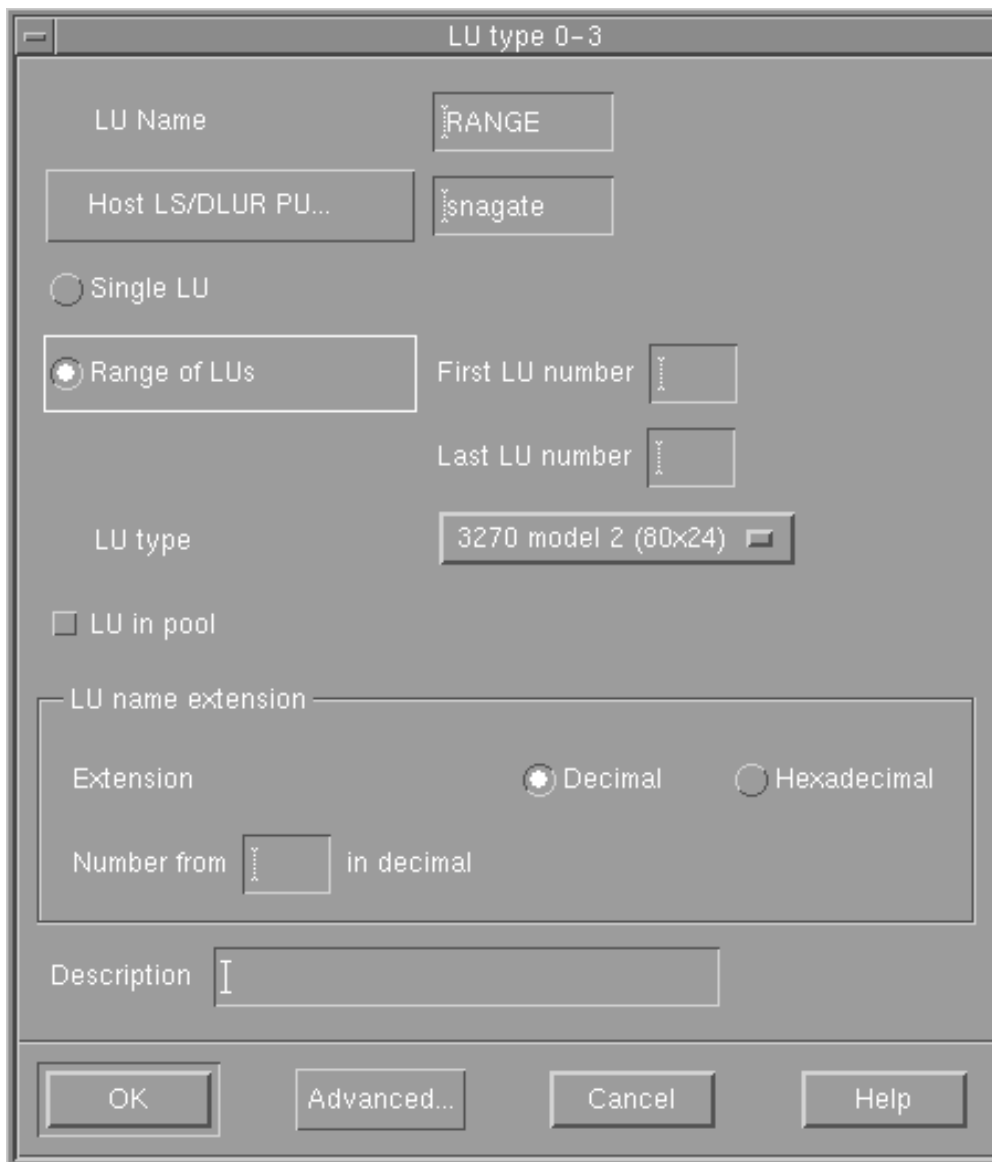 LU type 0-3
LU Name RANGE
Host LS/DLUR PU... snagate
Single LU
Range of LUs First LU number
Last LU number
LU type 3270 model 2 (80x24)
LU in pool
LU name extension
Extension Decimal Hexadecimal
Number from in decimal
Description
OK Advanced... Cancel Help